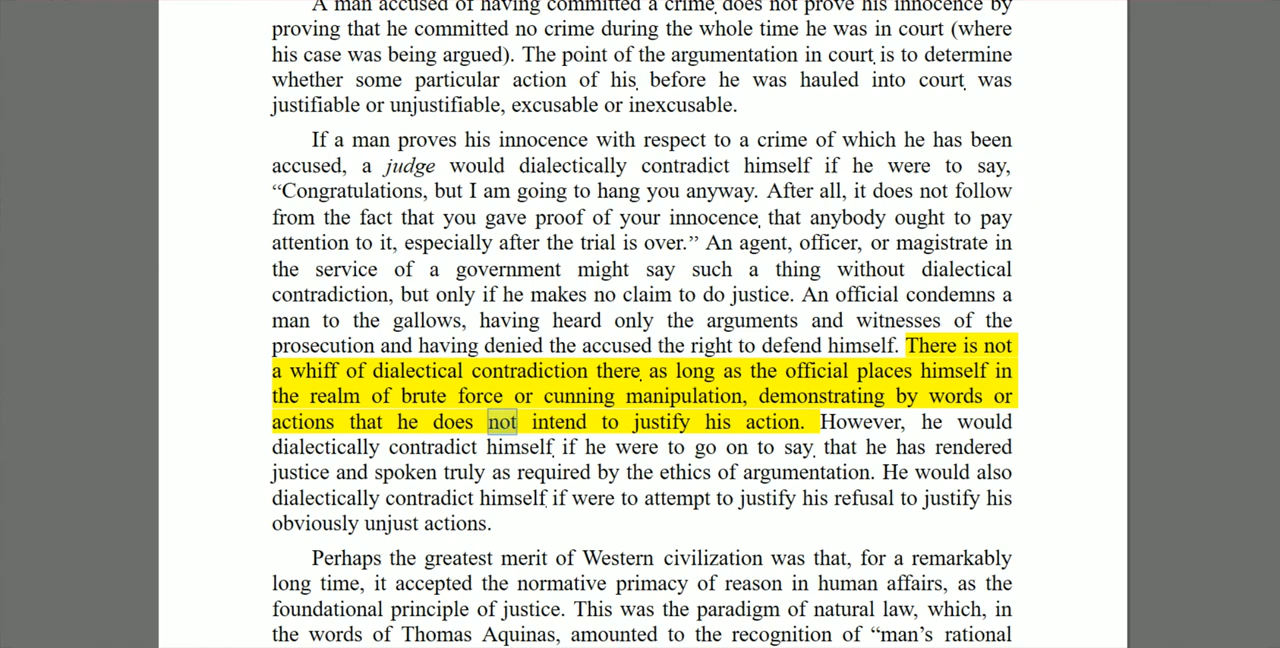 A man accused of having committed a crime, does not prove his innocence by
proving that he committed no crime during the whole time he was in court (where
his case was being argued). The point of the argumentation in court, is to determine
whether some particular action of his, before he was hauled into court, was
justifiable or unjustifiable, excusable or inexcusable.
If a man proves his innocence with respect to a crime of which he has been
accused, a judge would dialectically contradict himself if he were to say,
“Congratulations, but I am going to hang you anyway. After all, it does not follow
from the fact that you gave proof of your innocence, that anybody ought to pay
attention to it, especially after the trial is over.” An agent, officer, or magistrate in
the service of a government might say such a thing without dialectical
contradiction, but only if he makes no claim to do justice. An official condemns a
man to the gallows, having heard only the arguments and witnesses of the
prosecution and having denied the accused the right to defend himself. There is not
a whiff of dialectical contradiction there, as long as the official places himself in
the realm of brute force or cunning manipulation, demonstrating by words or
actions that he does not intend to justify his action. However, he would
dialectically contradict himself, if he were to go on to say, that he has rendered
justice and spoken truly as required by the ethics of argumentation. He would also
dialectically contradict himself, if were to attempt to justify his refusal to justify his
obviously unjust actions.
Perhaps the greatest merit of Western civilization was that, for a remarkably
long time, it accepted the normative primacy of reason in human affairs, as the
foundational principle of justice. This was the paradigm of natural law, which, in
the words of Thomas Aquinas, amounted to the recognition of “man’s rational